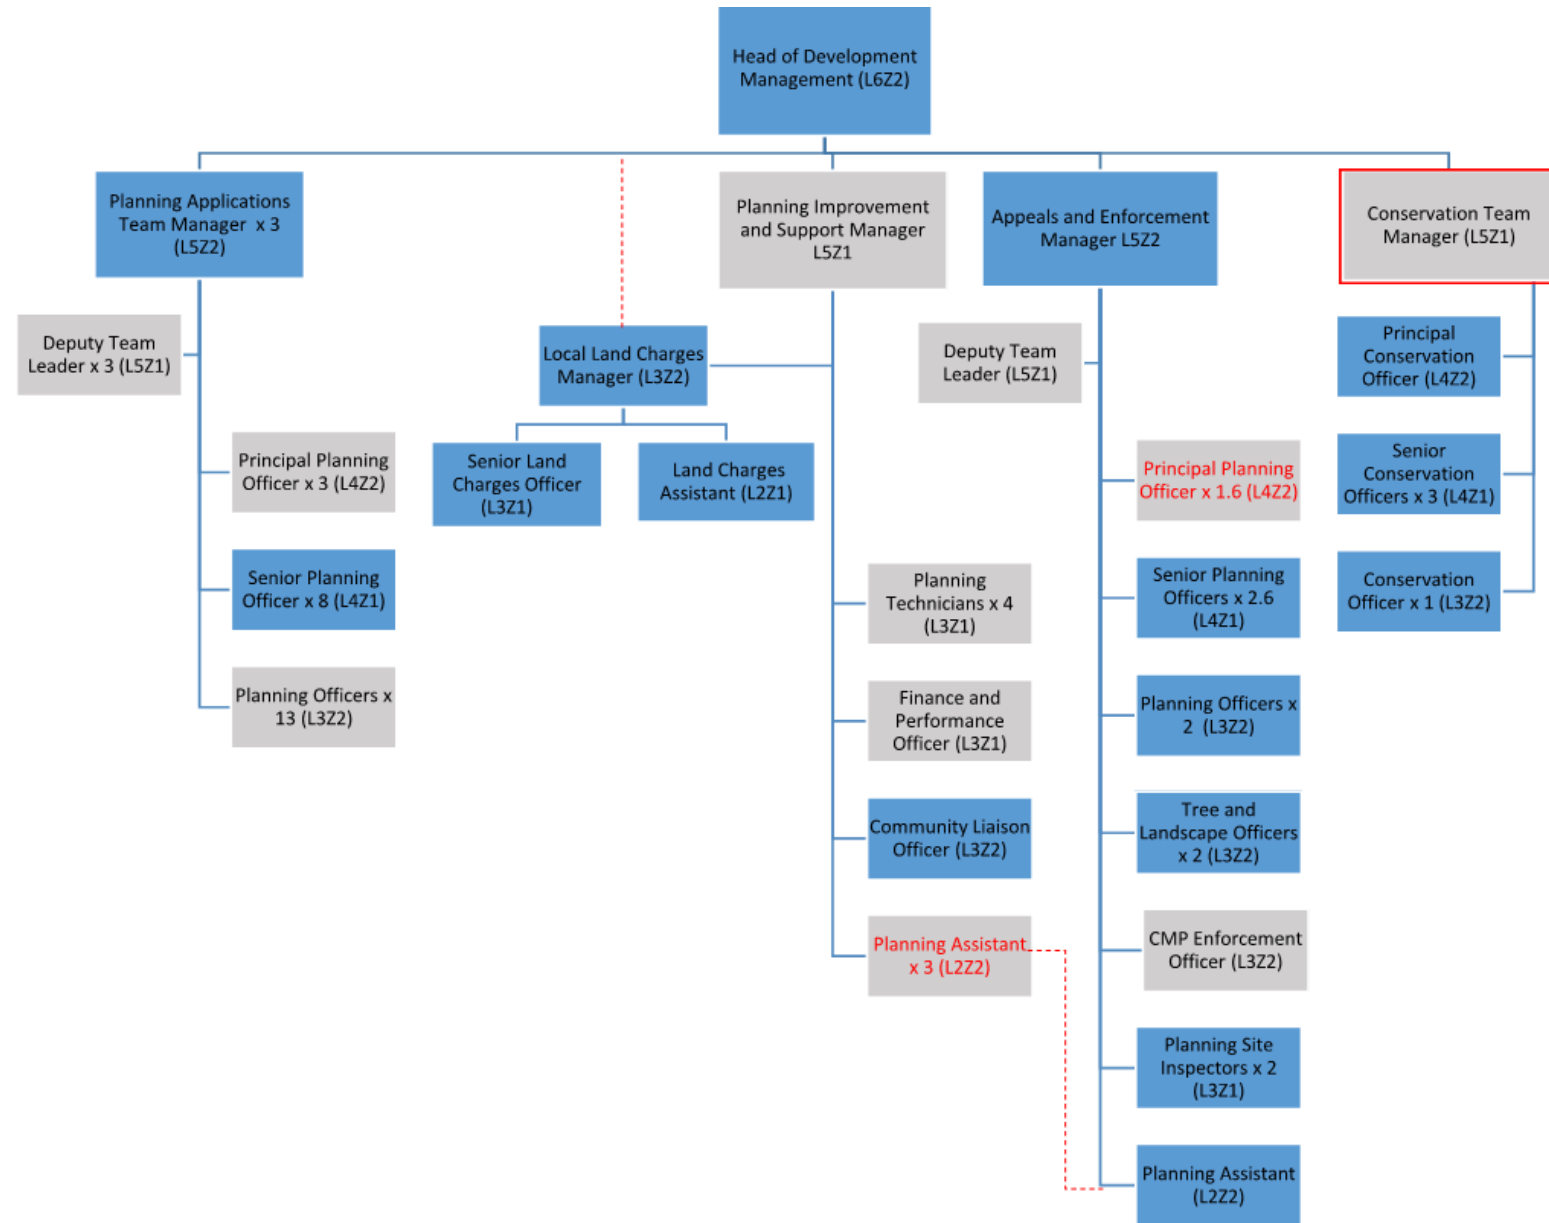 Head of Development
Management (L6Z2)
Planning Applications
Team Manager x 3
(L5Z2)
Planning Improvement
and Support Manager
L5Z1
Appeals and Enforcement
Manager L5Z2
Conservation Team
Manager (L5Z1)
Deputy Team
Leader x 3 (L5Z1)
Principal Planning
Officer x 3 (L4Z2)
Senior Planning
Officer x 8 (L4Z1)
Planning Officers x
13 (L3Z2)
Local Land Charges
Manager (L3Z2)
Senior Land
Charges Officer
(L3Z1)
Land Charges
Assistant (L2Z1)
Planning
Technicians x 4
(L3Z1)
Finance and
Performance
Officer (L3Z1)
Community Liaison
Officer (L3Z2)
Planning Assistant
x 3 (L2Z2)
Deputy Team
Leader (L5Z1)
Principal Planning
Officer x 1.6 (L4Z2)
Senior Planning
Officers x 2.6
(L4Z1)
Planning Officers x
2 (L3Z2)
Tree and
Landscape Officers
x 2 (L3Z2)
CMP Enforcement
Officer (L3Z2)
Planning Site
Inspectors x 2
(L3Z1)
Planning Assistant
(L2Z2)
Principal
Conservation
Officer (L4Z2)
Senior
Conservation
Officers x 3 (L4Z1)
Conservation
Officer x 1 (L3Z2)